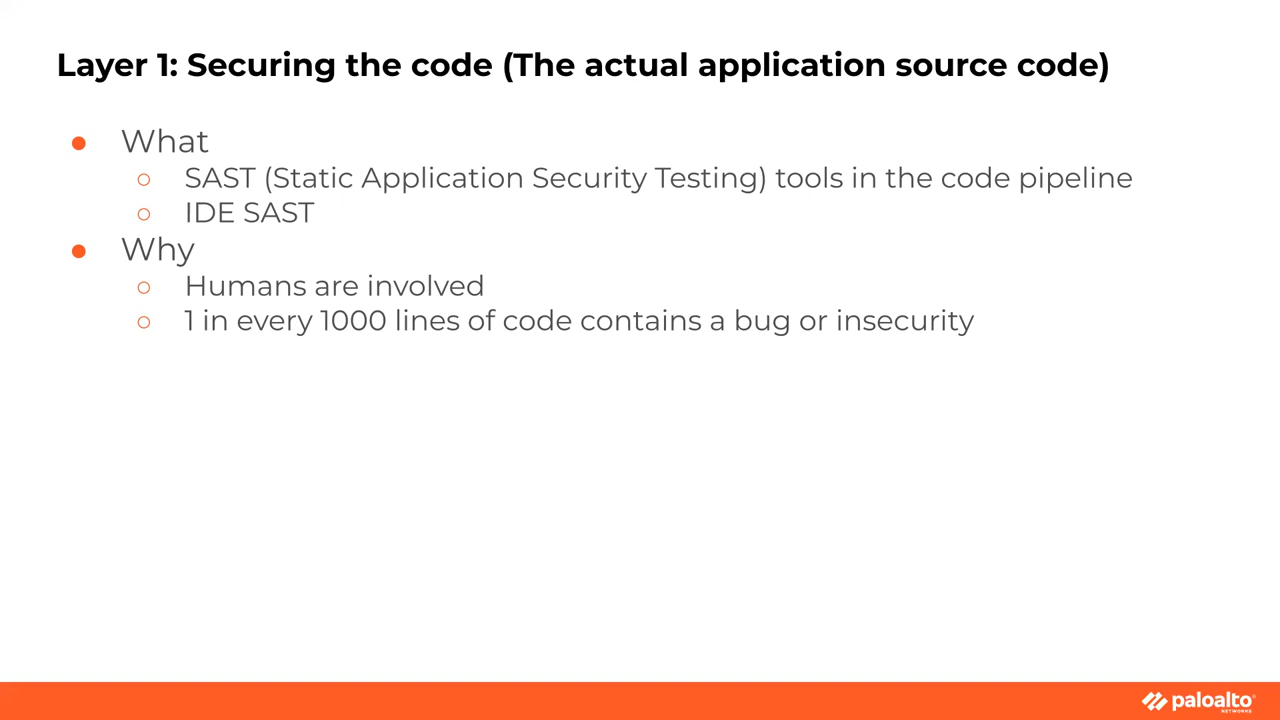 Layer 1: Securing the code (The actual application source code)
What
SAST (Static Application Security Testing) tools in the code pipeline
IDE SAST
Why
Humans are involved
1 in every 1000 lines of code contains a bug or insecurity
paloalto
NETWORKS